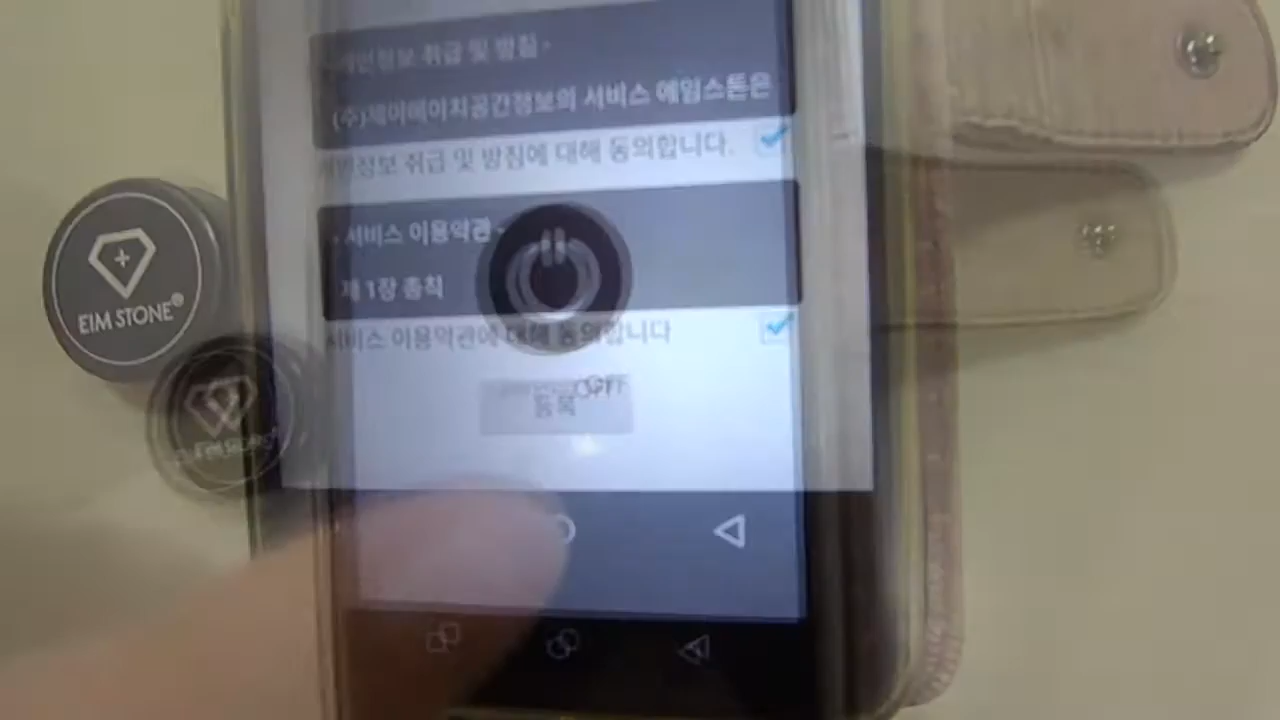 개인정보 취급 및 방침 -
(주)제이에이치공간정보의 서비스 에임스톤은
개인정보 취급 및 방침에 대해 동의합니다.
- 서비스 이용약관 -
제 1장 총칙
서비스 이용약관에 대해 동의합니다
OFF
등록
EIM STONE